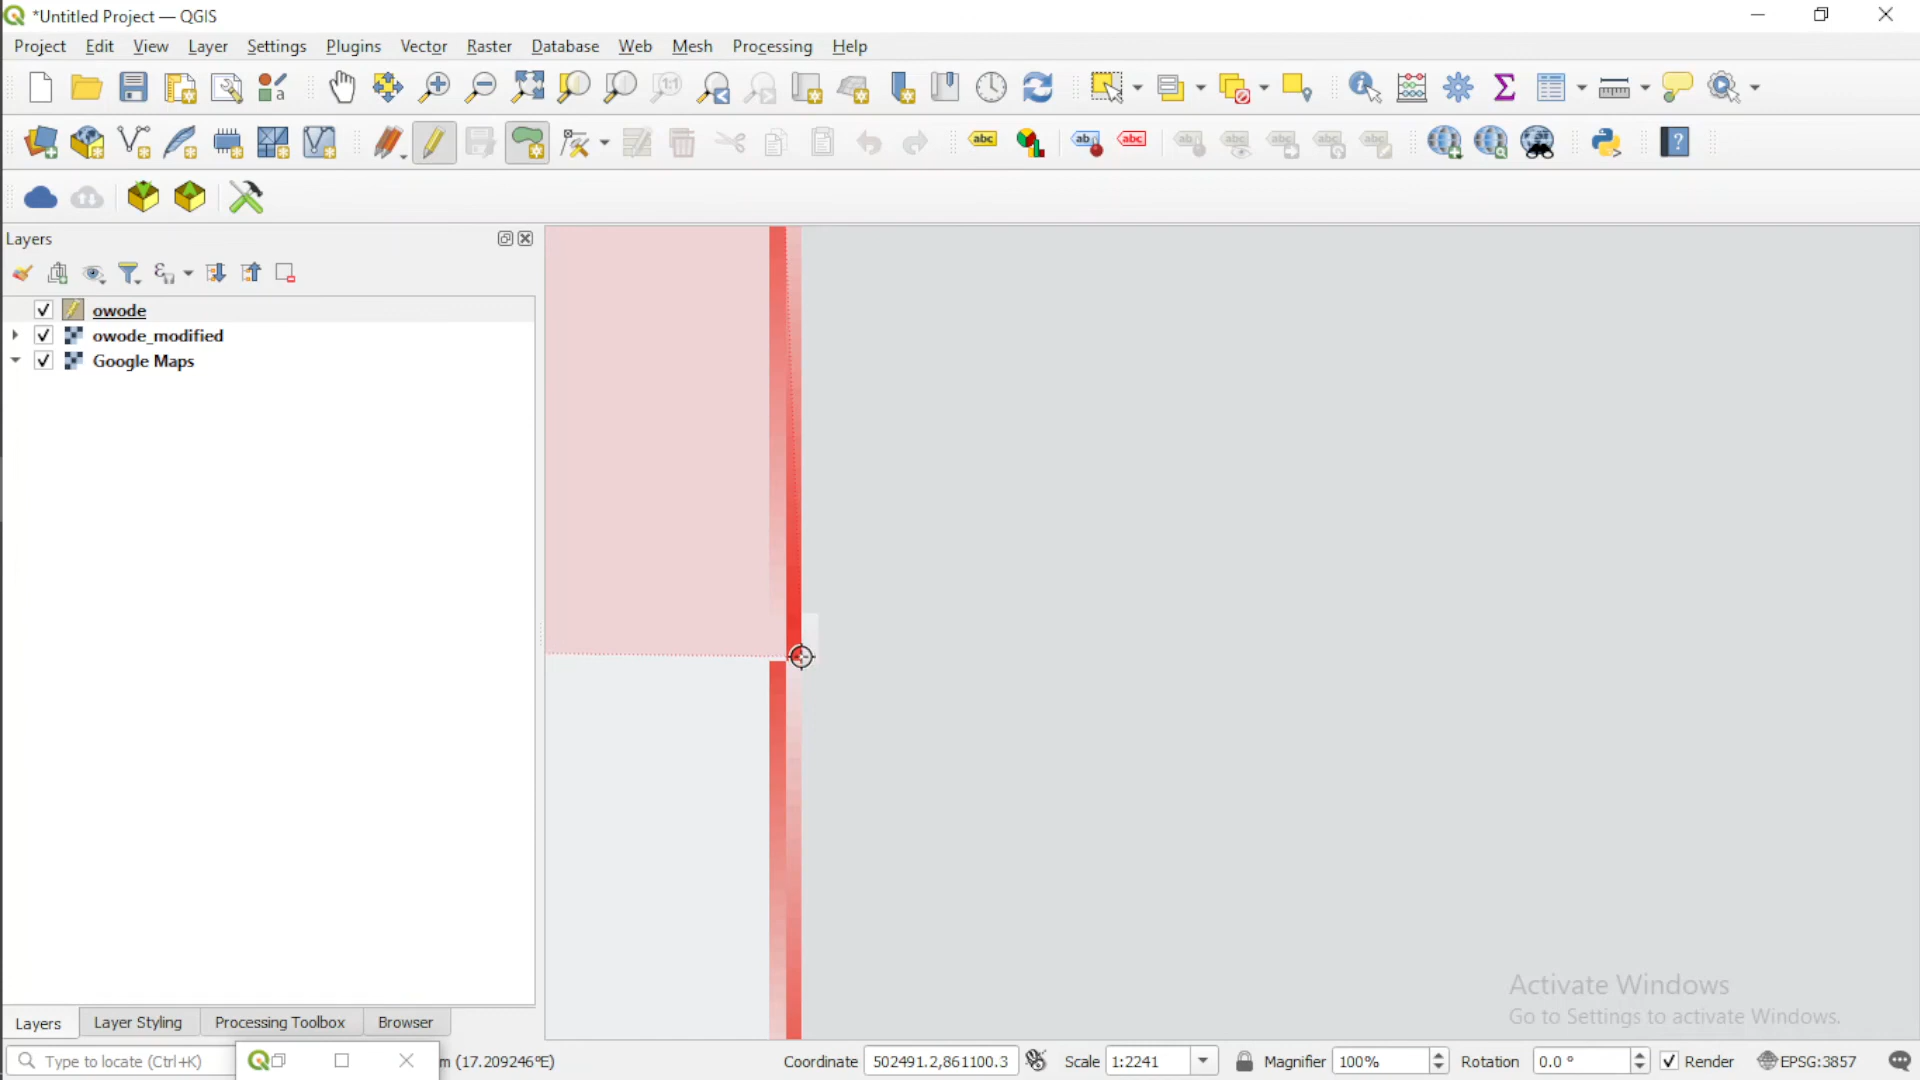 *Untitled Project — QGIS
Project Edit View Layer Settings Plugins Vector Raster Database Web Mesh Processing Help
Layers
owode
owode_modified
Google Maps
Activate Windows
Go to Settings to activate Windows.
Layers Layer Styling Processing Toolbox Browser
Type to locate (Ctrl+K) m (17.209246°E) Coordinate 502491.2,861100.3 Scale 1:2241 Magnifier 100% Rotation 0.0 ° Render EPSG:3857